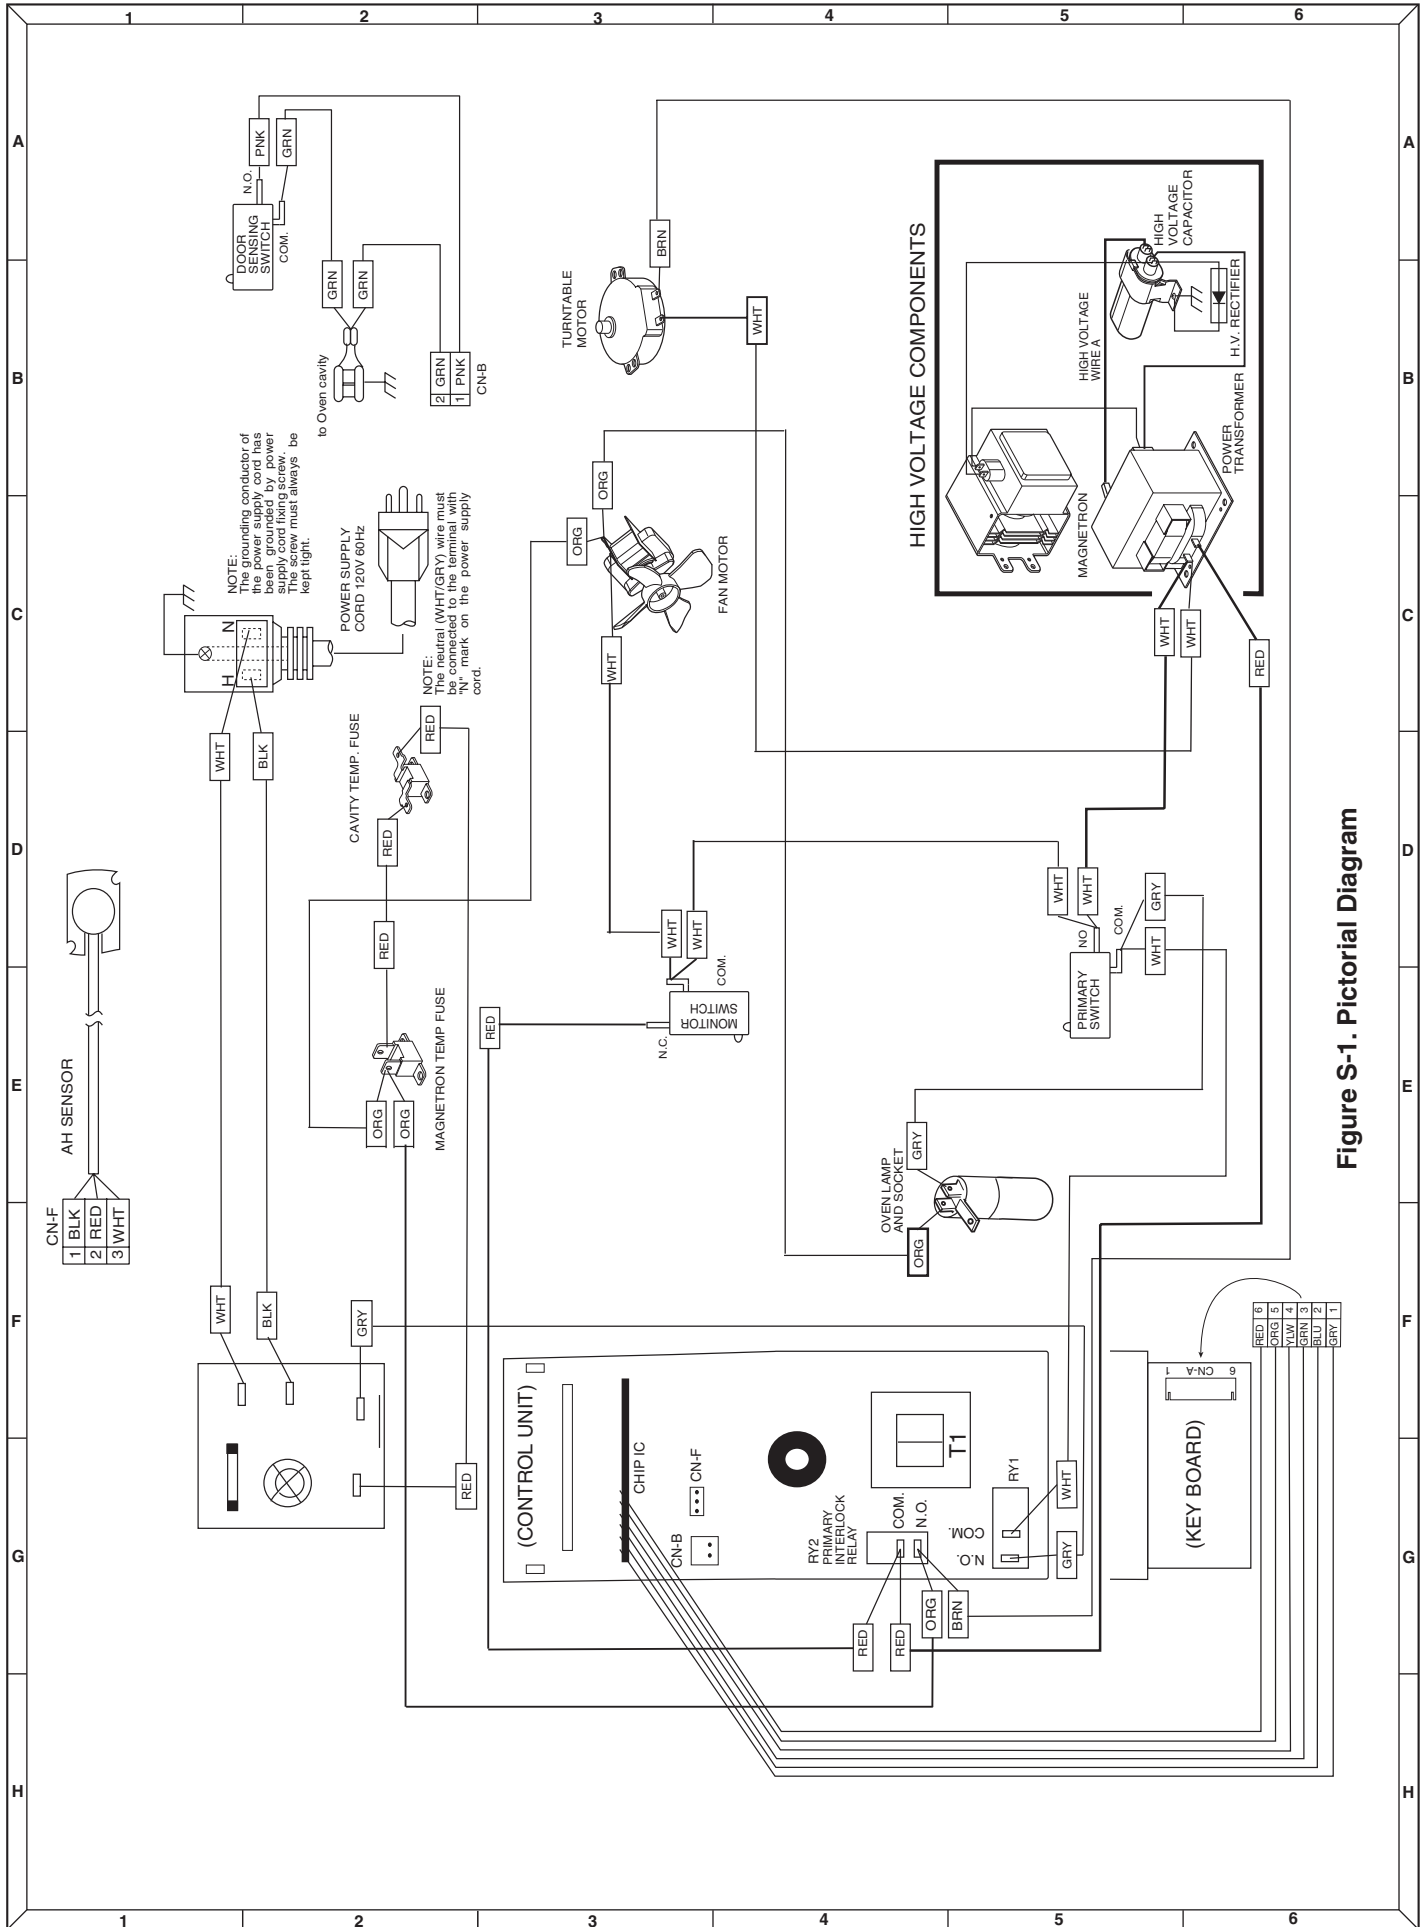 1
2
3
4
5
6
A
B
C
D
E
F
G
H
A
B
C
D
E
F
G
H
1
2
3
4
5
6
AH SENSOR
CN-F
1 BLK
2 RED
3 WHT
DOOR
SENSING
SWITCH
N.O.
COM.
PNK
GRN
GRN
GRN
to Oven cavity
2 GRN
1 PNK
CN-B
NOTE:
The grounding conductor of
the power supply cord has
been grounded by power
supply cord fixing screw.
The screw must always be
kept tight.
H
N
POWER SUPPLY
CORD 120V 60Hz
NOTE:
The neutral (WHT/GRY) wire must
be connected to the terminal with
"N" mark on the power supply
cord.
WHT
BLK
CAVITY TEMP. FUSE
RED
RED
RED
MAGNETRON TEMP FUSE
ORG
ORG
WHT
BLK
GRY
RED
TURNTABLE
MOTOR
BRN
WHT
ORG
ORG
FAN MOTOR
WHT
WHT
WHT
COM.
MONITOR
SWITCH
N.C.
RED
HIGH VOLTAGE COMPONENTS
HIGH
VOLTAGE
CAPACITOR
HIGH VOLTAGE
WIRE A
H.V. RECTIFIER
MAGNETRON
POWER
TRANSFORMER
WHT
WHT
RED
WHT
WHT
NO
COM.
GRY
WHT
PRIMARY
SWITCH
OVEN LAMP
AND SOCKET
GRY
ORG
(CONTROL UNIT)
CHIP IC
CN-F
CN-B
T1
RY2
PRIMARY
INTERLOCK
RELAY
COM.
N.O.
RY1
COM.
N.O.
WHT
GRY
RED
RED
ORG
BRN
(KEY BOARD)
1 CN-A 6
RED 6
ORG 5
YLW 4
GRN 3
BLU 2
GRY 1
Figure S-1. Pictorial Diagram